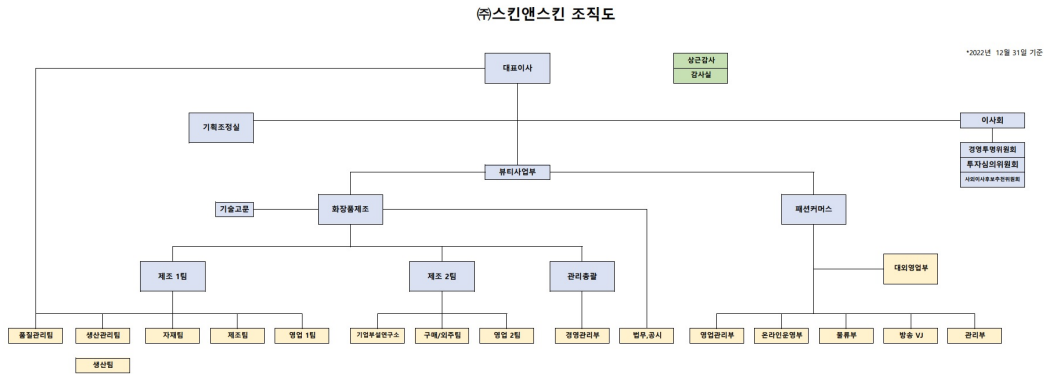 ㈜스킨앤스킨 조직도
*2022년 12월 31일 기준
대표이사
상근감사
감사실
기획조정실
이사회
경영투명위원회
투자심의위원회
사외이사후보추천위원회
뷰티사업부
기술고문
화장품제조
패션커머스
제조 1팀
제조 2팀
관리총괄
대외영업부
품질관리팀
생산관리팀
자재팀
제조팀
영업 1팀
기업부설연구소
구매/외주팀
영업 2팀
경영관리부
법무,공시
영업관리부
온라인운영부
물류부
방송 VJ
관리부
생산팀